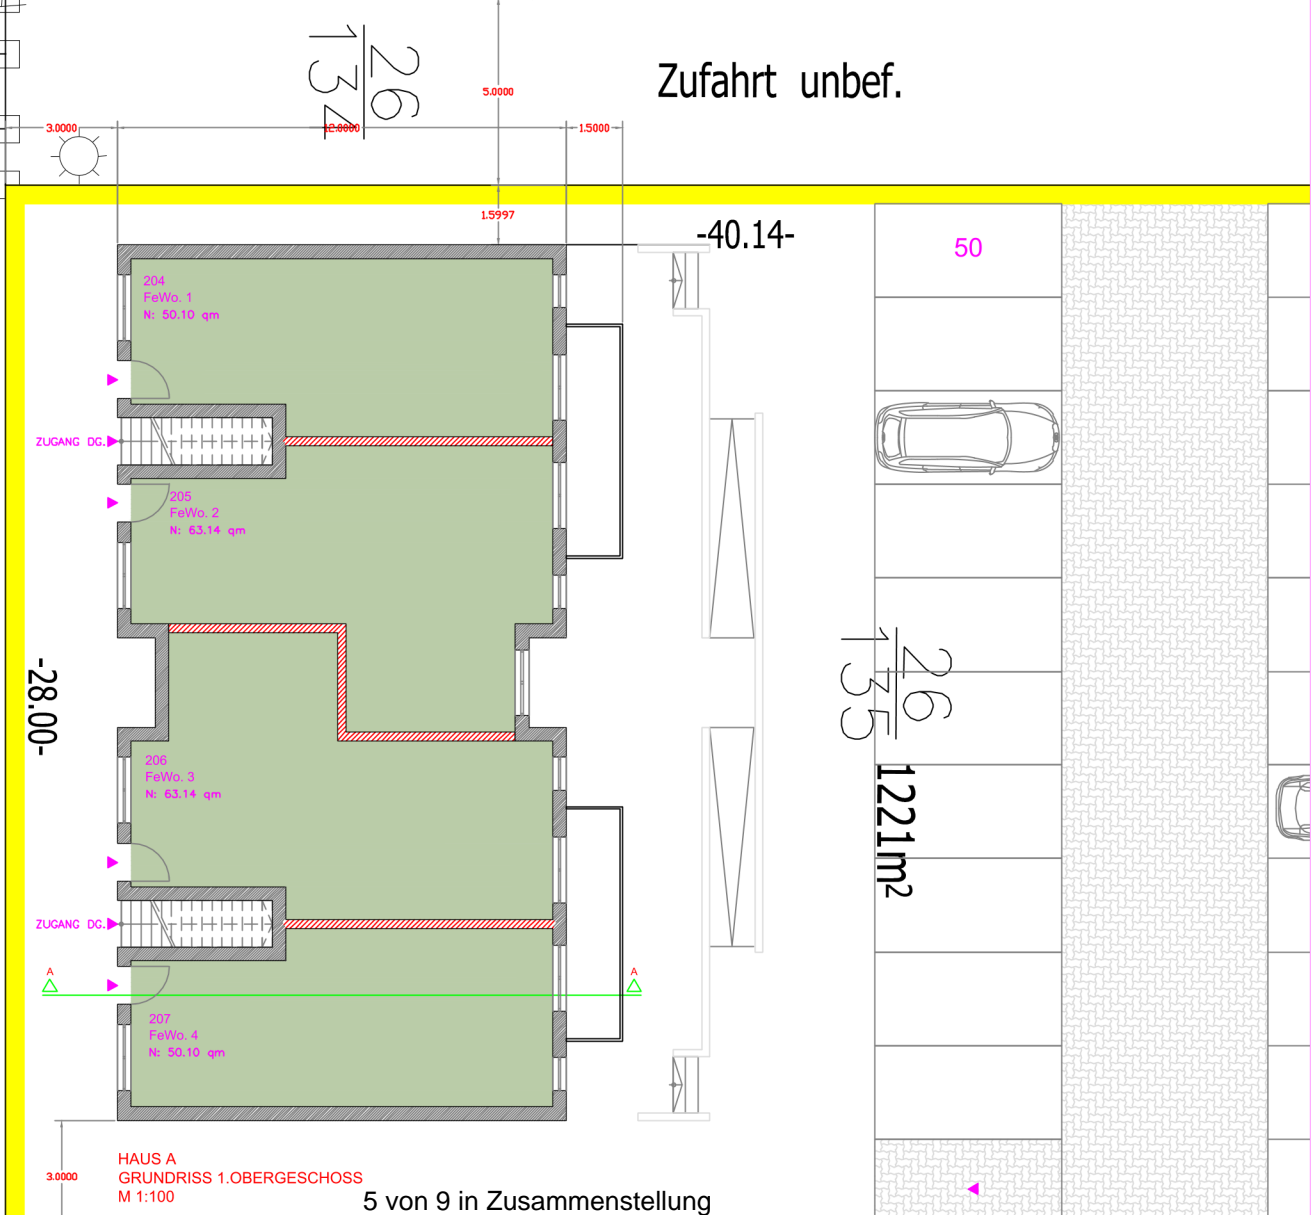 26
134
5.0000
Zufahrt unbef.
3.0000
12.0000
1.5000
1.5997
-40.14-
50
204
FeWo. 1
N: 50.10 qm
ZUGANG DG.
205
FeWo. 2
N: 63.14 qm
-28.00-
26
135
1221m²
206
FeWo. 3
N: 63.14 qm
ZUGANG DG.
A
A
207
FeWo. 4
N: 50.10 qm
HAUS A
GRUNDRISS 1.OBERGESCHOSS
M 1:100
3.0000
5 von 9 in Zusammenstellung